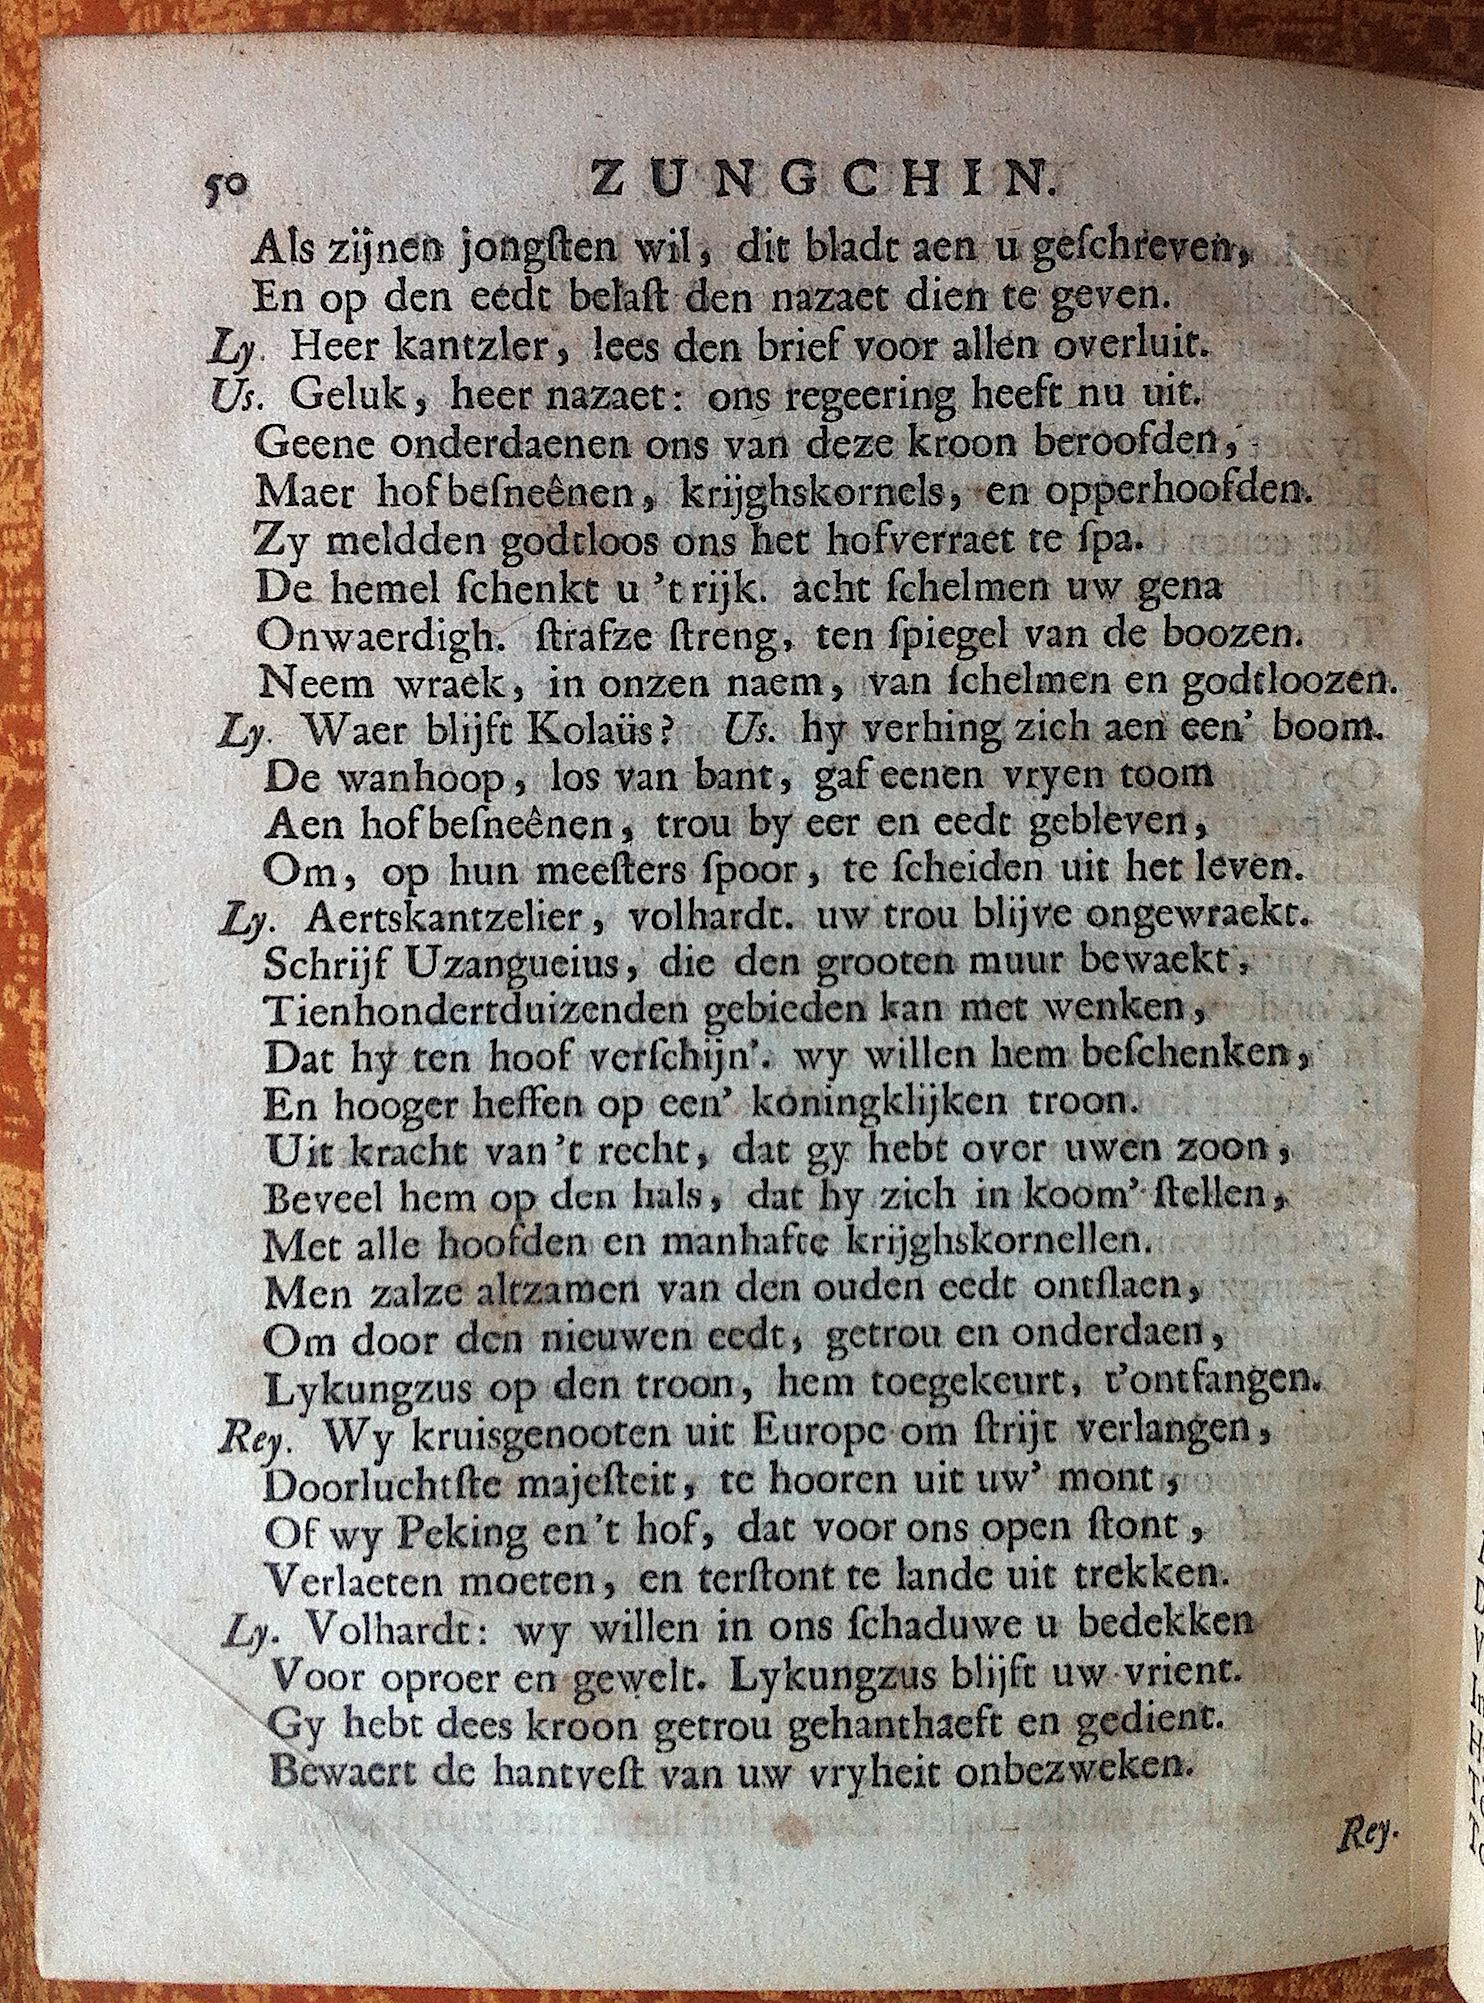 50 ZUNGCHIN.
Als zijnen jongſten wil, dit bladt aen u geſchreven,
En op den eedt belaſt den nazaet dien te geven.
Ly. Heer kantzler, lees den brief voor allen overluit.
Us. Geluk, heer nazaet: ons regeering heeft nu uit.
Geene onderdaenen ons van deze kroon beroofden,
Maer hofbeſneênen, krijghskornels, en opperhoofden.
Zy meldden godtloos ons het hofverraet te ſpa.
De hemel ſchenkt u 't rijk. acht ſchelmen uw gena
Onwaerdigh. ſtrafze ſtreng, ten ſpiegel van de boozen.
Neem wraek, in onzen naem, van ſchelmen en godtloozen.
Ly. Waer blijft Kolaüs? Us. hy verhing zich aen een' boom.
De wanhoop, los van bant, gaf eenen vryen toom
Aen hofbeſneênen, trou by eer en eedt gebleven,
Om, op hun meeſters ſpoor, te ſcheiden uit het leven.
Ly. Aertskantzelier, volhardt. uw trou blijve ongewraekt.
Schrijf Uzangueius, die den grooten muur bewaekt,
Tienhondertduizenden gebieden kan met wenken,
Dat hy ten hoof verſchijn'. wy willen hem beſchenken,
En hooger heffen op een' koningklijken troon.
Uit kracht van 't recht, dat gy hebt over uwen zoon,
Beveel hem op den hals, dat hy zich in koom' ſtellen,
Met alle hoofden en manhafte krijghskornellen.
Men zalze altzamen van den ouden eedt ontſlaen,
Om door den nieuwen eedt, getrou en onderdaen,
Lykungzus op den troon, hem toegekeurt, t'ontfangen.
Rey. Wy kruisgenooten uit Europe om ſtrijt verlangen,
Doorluchtſte majeſteit, te hooren uit uw' mont,
Of wy Peking en 't hof, dat voor ons open ſtont,
Verlaeten moeten, en terſtont te lande uit trekken.
Ly. Volhardt: wy willen in ons ſchaduwe u bedekken
Voor oproer en gewelt. Lykungzus blijft uw vrient.
Gy hebt dees kroon getrou gehanthaeft en gedient.
Bewaert de hantveſt van uw vryheit onbezweken.
Rey.